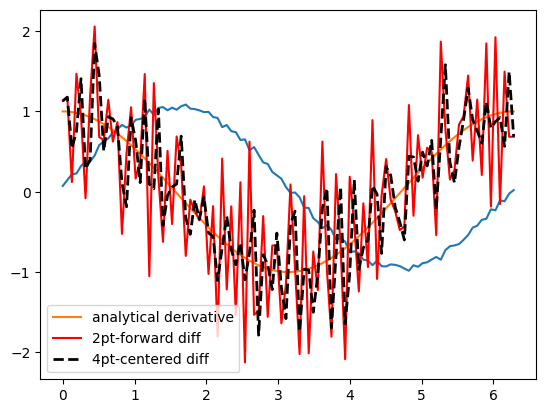 2
1
0
−1
−2
analytical derivative
2pt-forward diff
4pt-centered diff
0 1 2 3 4 5 6